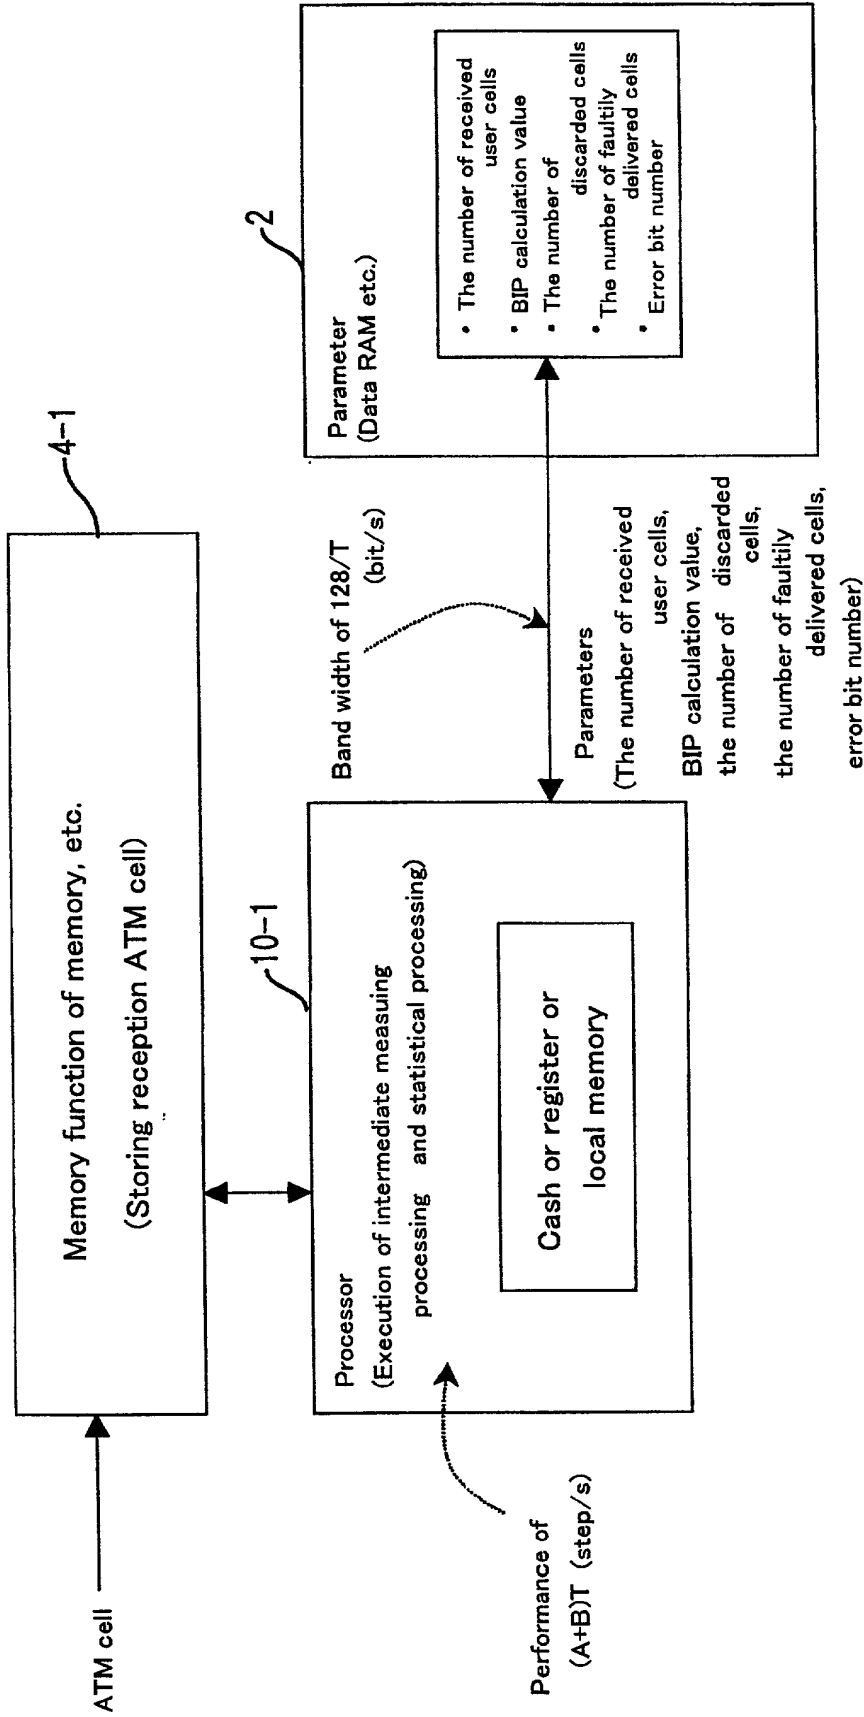 ATM cell
Memory function of memory, etc.
(Storing reception ATM cell)
4-1
Performance of
(A+B)T (step/s)
Processor
(Execution of intermediate measuing
processing and statistical processing)
10-1
Cash or register or
local memory
Band width of 128/T
(bit/s)
Parameters
(The number of received
user cells,
BIP calculation value,
the number of discarded
cells,
the number of faultily
delivered cells,
error bit number)
2
Parameter
(Data RAM etc.)
• The number of received
user cells
• BIP calculation value
• The number of
discarded cells
• The number of faultily
delivered cells
• Error bit number